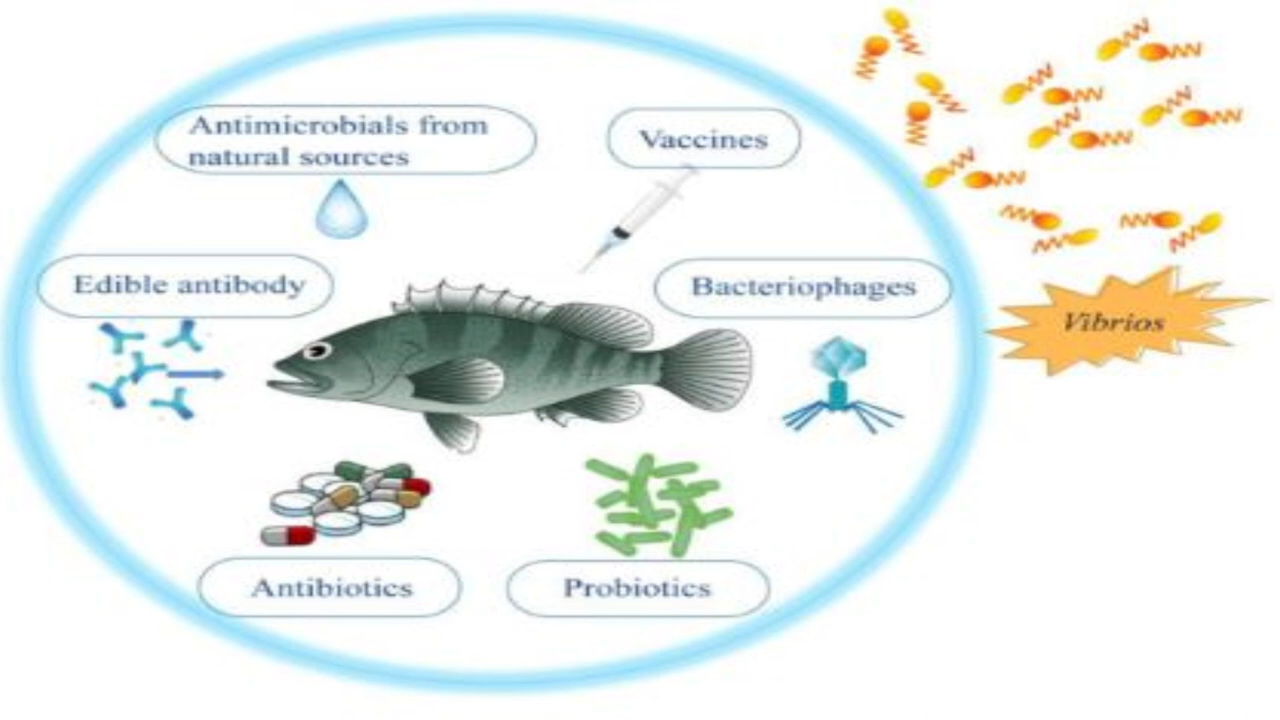 Antimicrobials from
natural sources
Vaccines
Edible antibody
Bacteriophages
Vibrios
Antibiotics
Probiotics